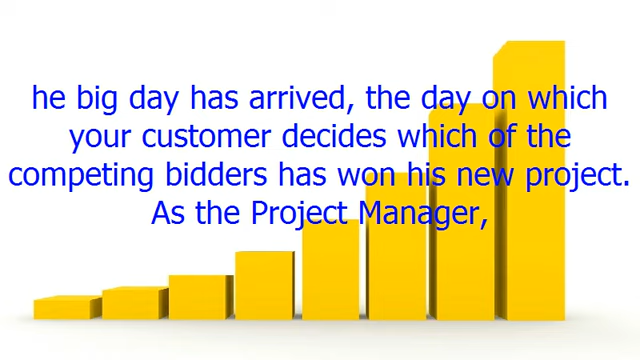 he big day has arrived, the day on which
your customer decides which of the
competing bidders has won his new project.
As the Project Manager,